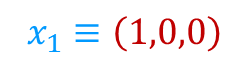 x₁ ≡ (1,0,0)